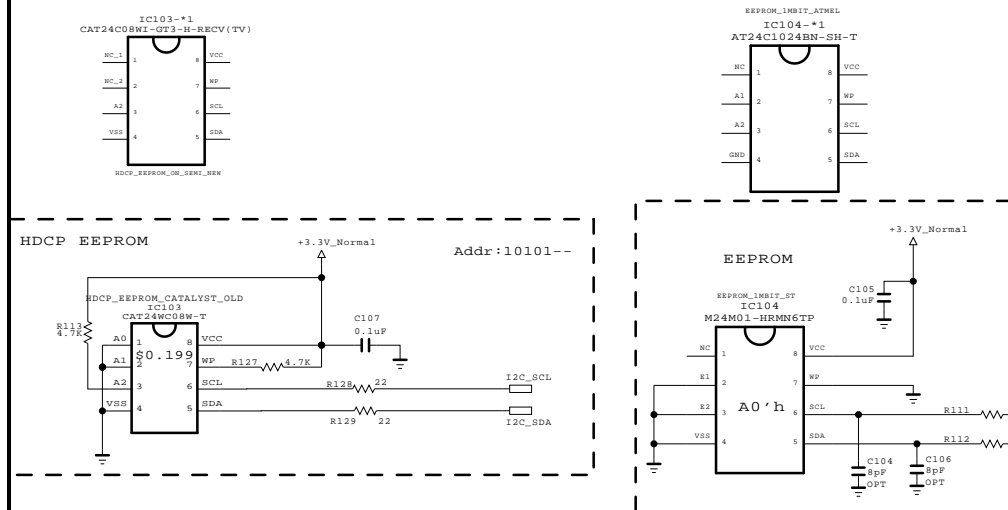 IC103-*1
CAT24C08WI-GT3-H-RECV(TV)
NC_1 1 8 VCC
NC_2 2 7 WP
A2 3 6 SCL
VSS 4 5 SDA
HDCP_EEPROM_ON_SEMI_NEW
EEPROM_1MBIT_ATMEL
IC104-*1
AT24C1024BN-SH-T
NC 1 8 VCC
A1 2 7 WP
A2 3 6 SCL
GND 4 5 SDA
HDCP EEPROM
+3.3V_Normal
Addr:10101--
HDCP_EEPROM_CATALYST_OLD
IC103
CAT24WC08W-T
R113
4.7K
C107
0.1uF
$0.199
A0 1 8 VCC
A1 2 7 WP
R127 4.7K
A2 3 6 SCL
R128 22
I2C_SCL
VSS 4 5 SDA
R129 22
I2C_SDA
EEPROM
+3.3V_Normal
C105
0.1uF
EEPROM_1MBIT_ST
IC104
M24M01-HRMN6TP
A0'h
NC 1 8 VCC
E1 2 7 WP
E2 3 6 SCL
R111
VSS 4 5 SDA
R112
C104
8pF
OPT
C106
8pF
OPT